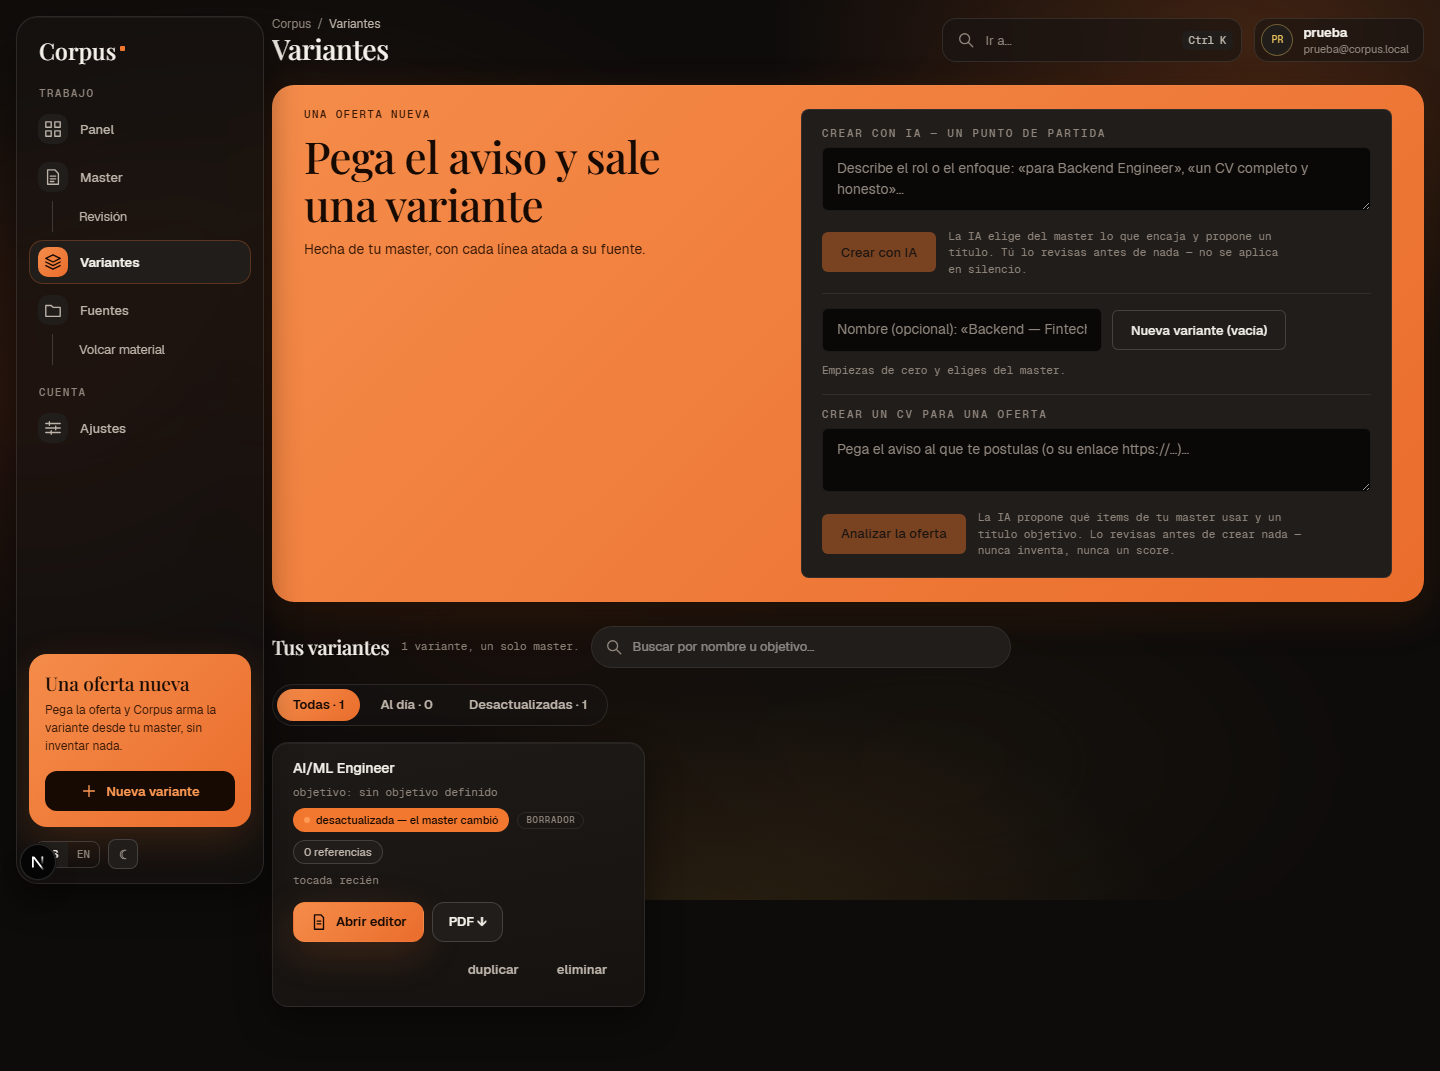 Corpus
TRABAJO
Panel
Master
Revisión
Variantes
Fuentes
Volcar material
CUENTA
Ajustes
Una oferta nueva
Pega la oferta y Corpus arma la
variante desde tu master, sin
inventar nada.
Nueva variante
EN
Corpus / Variantes
Variantes
Ir a...
Ctrl K
PR
prueba
prueba@corpus.local
UNA OFERTA NUEVA
Pega el aviso y sale
una variante
Hecha de tu master, con cada línea atada a su fuente.
CREAR CON IA — UN PUNTO DE PARTIDA
Describe el rol o el enfoque: «para Backend Engineer», «un CV completo y
honesto»…
Crear con IA
La IA elige del master lo que encaja y propone un
título. Tú lo revisas antes de nada — no se aplica
en silencio.
Nombre (opcional): «Backend — Fintech
Nueva variante (vacía)
Empiezas de cero y eliges del master.
CREAR UN CV PARA UNA OFERTA
Pega el aviso al que te postulas (o su enlace https://…)…
Analizar la oferta
La IA propone qué ítems de tu master usar y un
título objetivo. Lo revisas antes de crear nada —
nunca inventa, nunca un score.
Tus variantes
1 variante, un solo master.
Buscar por nombre u objetivo…
Todas · 1
Al día · 0
Desactualizadas · 1
AI/ML Engineer
objetivo: sin objetivo definido
desactualizada — el master cambió
BORRADOR
0 referencias
tocada recién
Abrir editor
PDF ↓
duplicar
eliminar